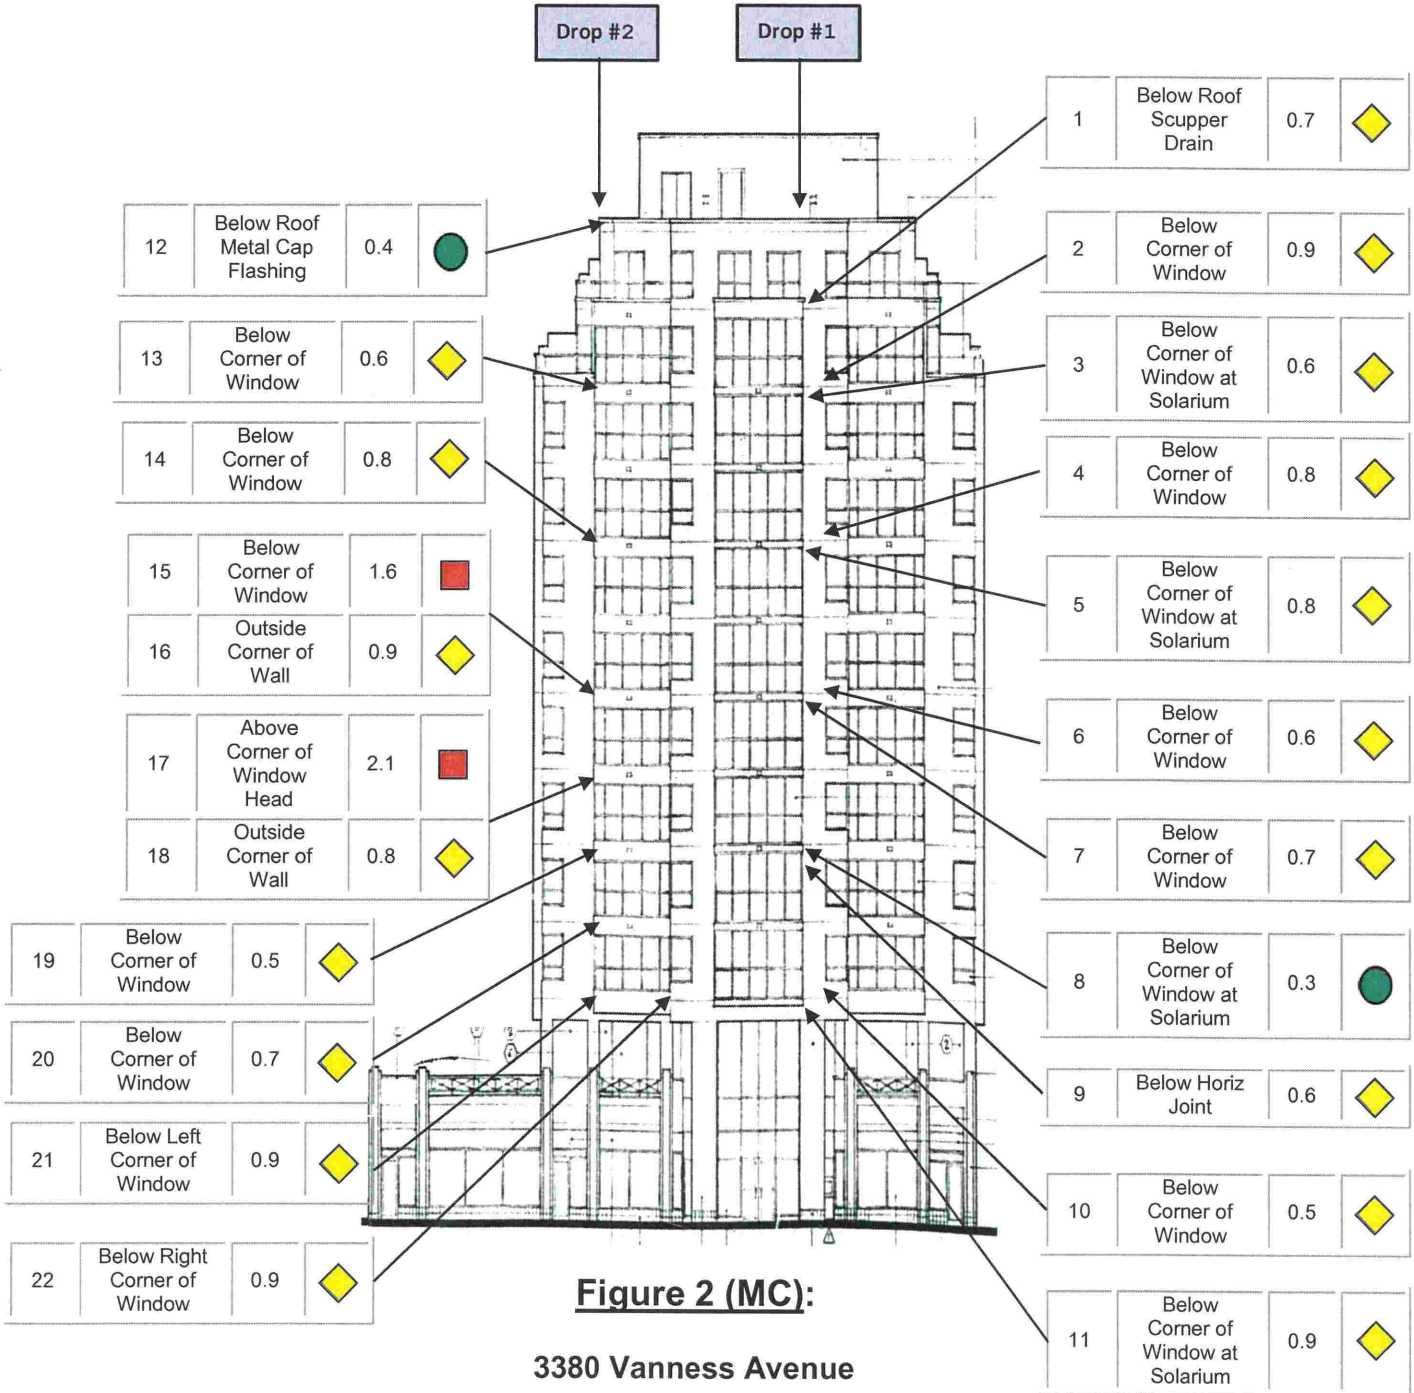 Drop #2
Drop #1
1
Below Roof
Scupper
Drain
0.7
2
Below
Corner of
Window
0.9
3
Below
Corner of
Window at
Solarium
0.6
4
Below
Corner of
Window
0.8
5
Below
Corner of
Window at
Solarium
0.8
6
Below
Corner of
Window
0.6
7
Below
Corner of
Window
0.7
8
Below
Corner of
Window at
Solarium
0.3
9
Below Horiz
Joint
0.6
10
Below
Corner of
Window
0.5
11
Below
Corner of
Window at
Solarium
0.9
12
Below Roof
Metal Cap
Flashing
0.4
13
Below
Corner of
Window
0.6
14
Below
Corner of
Window
0.8
15
Below
Corner of
Window
1.6
16
Outside
Corner of
Wall
0.9
17
Above
Corner of
Window
Head
2.1
18
Outside
Corner of
Wall
0.8
19
Below
Corner of
Window
0.5
20
Below
Corner of
Window
0.7
21
Below Left
Corner of
Window
0.9
22
Below Right
Corner of
Window
0.9
Figure 2 (MC):
3380 Vanness Avenue